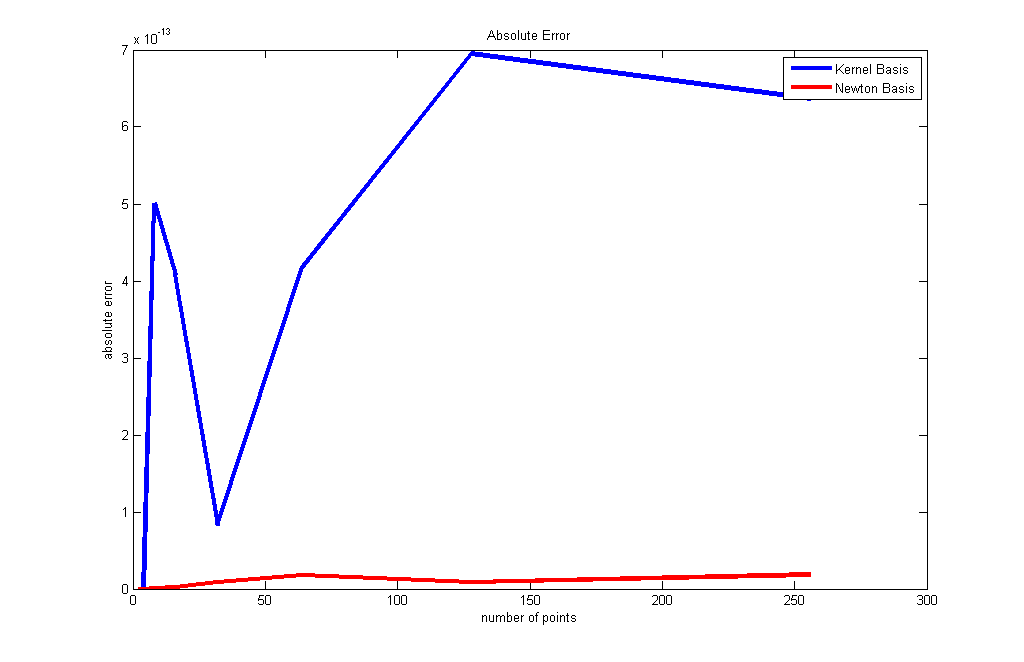 Absolute Error
x 10^-13
7
6
5
4
3
2
1
0
absolute error
0 50 100 150 200 250 300
number of points
Kernel Basis
Newton Basis